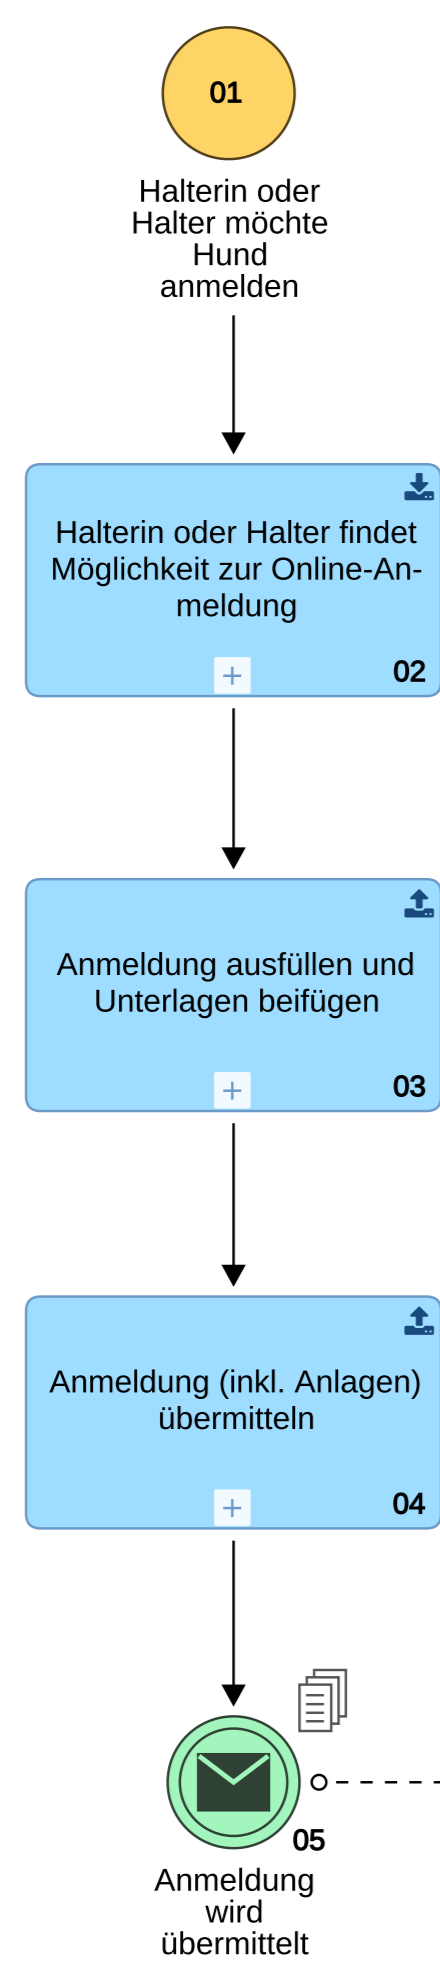 01
Halterin oder
Halter möchte
Hund
anmelden
Halterin oder Halter findet
Möglichkeit zur Online-An-
meldung
02
Anmeldung ausfüllen und
Unterlagen beifügen
03
Anmeldung (inkl. Anlagen)
übermitteln
04
05
Anmeldung
wird
übermittelt